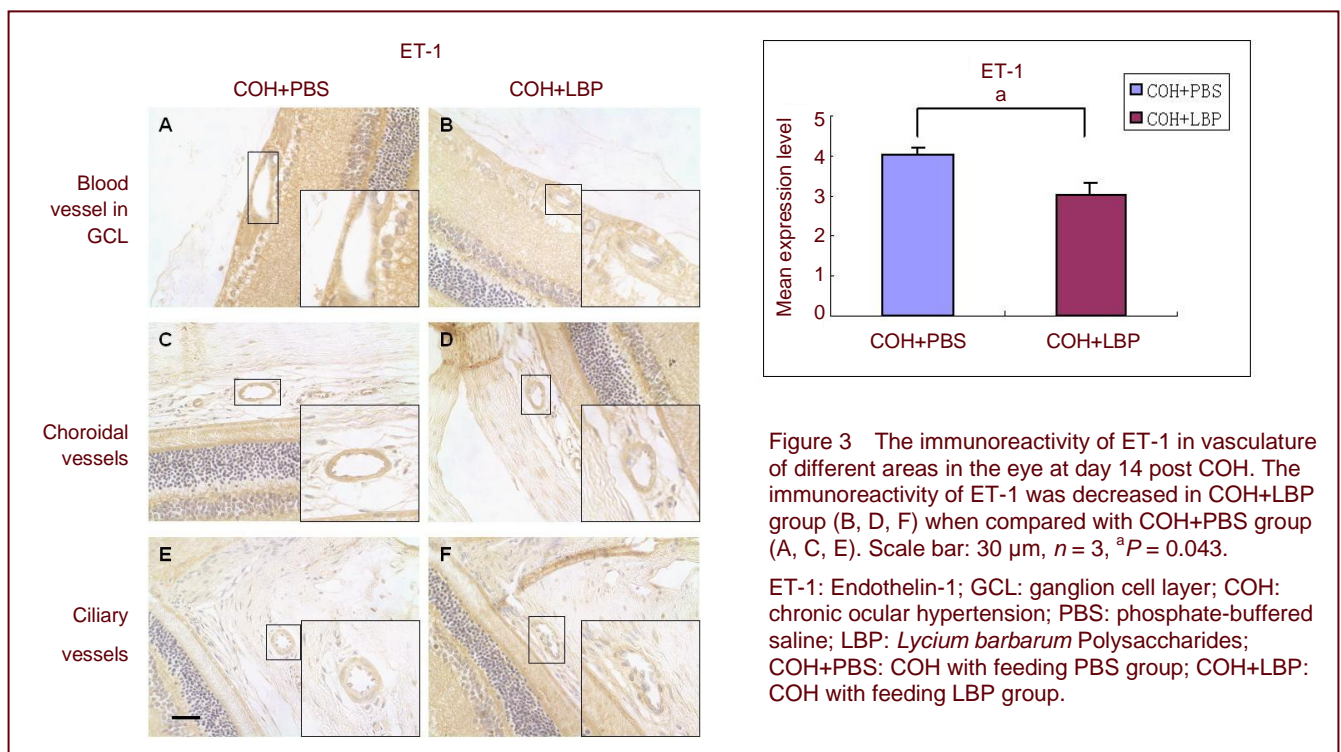 ET-1
COH+PBS COH+LBP
A B
Blood
vessel in
GCL
C D
Choroidal
vessels
E F
Ciliary
vessels
ET-1
a
COH+PBS
COH+LBP
Mean expression level
5
4
3
2
1
0
COH+PBS COH+LBP
Figure 3 The immunoreactivity of ET-1 in vasculature
of different areas in the eye at day 14 post COH. The
immunoreactivity of ET-1 was decreased in COH+LBP
group (B, D, F) when compared with COH+PBS group
(A, C, E). Scale bar: 30 µm, n = 3, ᵃP = 0.043.
ET-1: Endothelin-1; GCL: ganglion cell layer; COH:
chronic ocular hypertension; PBS: phosphate-buffered
saline; LBP: Lycium barbarum Polysaccharides;
COH+PBS: COH with feeding PBS group; COH+LBP:
COH with feeding LBP group.